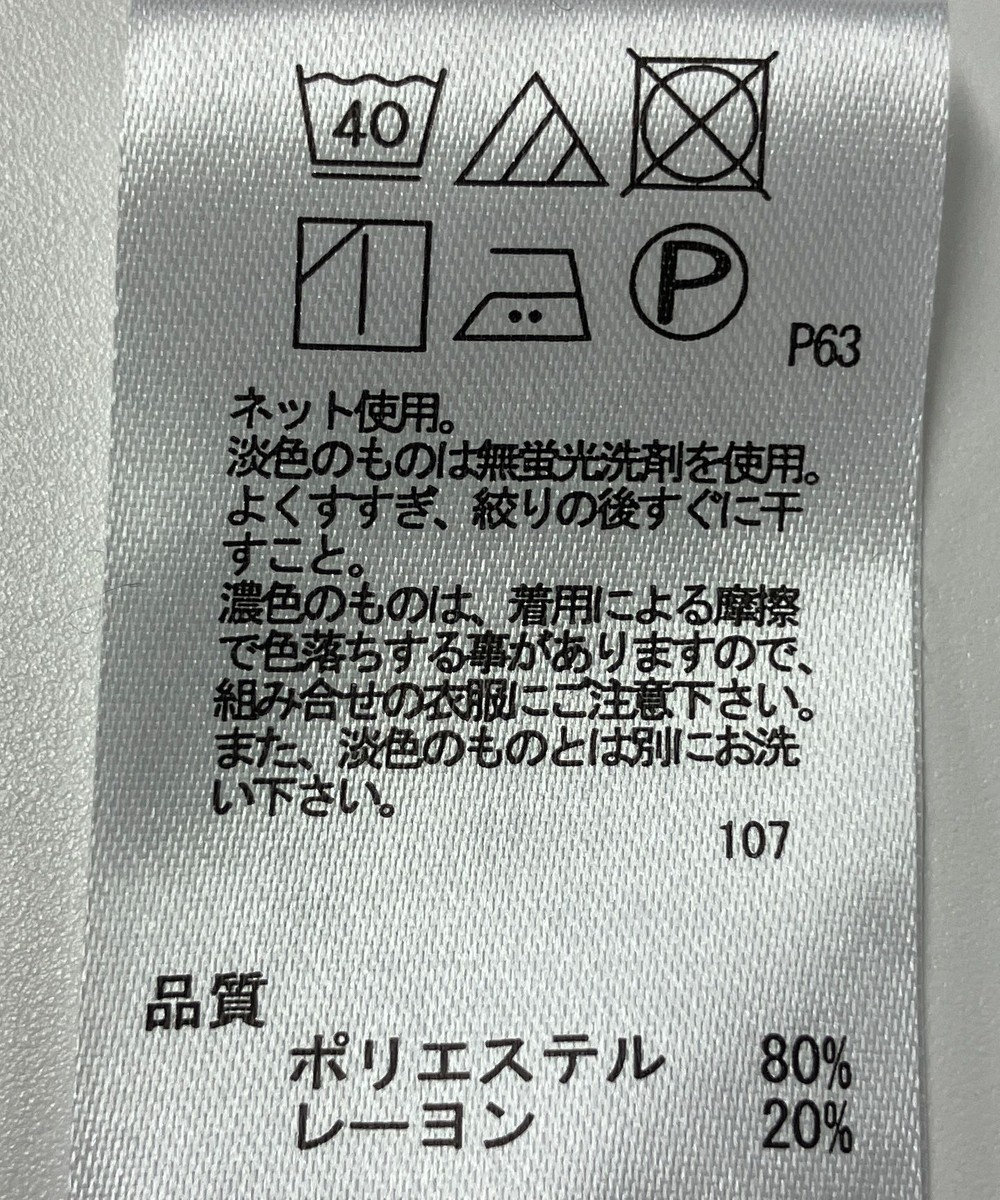 40
P
P63
ネット使用。
淡色のものは無蛍光洗剤を使用。
よくすすぎ、絞りの後すぐに干
すこと。
濃色のものは、着用による摩擦
で色落ちする事がありますので、
組み合せの衣服にご注意下さい。
また、淡色のものとは別にお洗
い下さい。
107
品質
ポリエステル 80%
レーヨン 20%